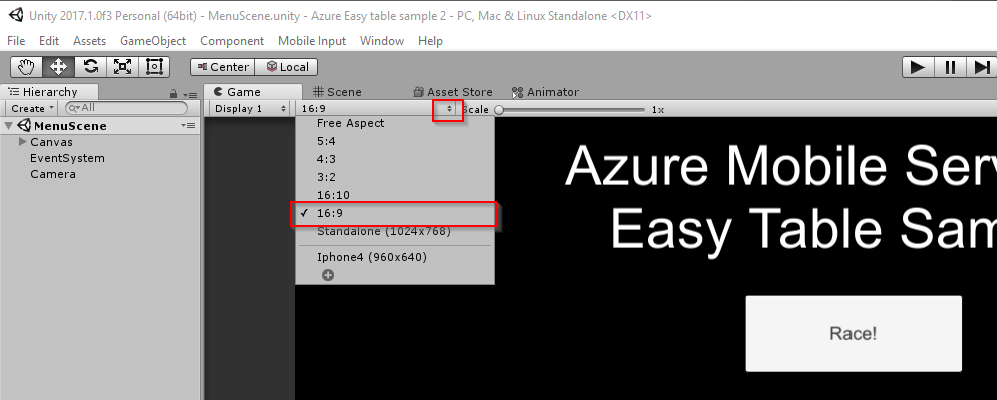 Unity 2017.1.0f3 Personal (64bit) - MenuScene.unity - Azure Easy table sample 2 - PC, Mac & Linux Standalone <DX11>
File Edit Assets GameObject Component Mobile Input Window Help
Center Local
Hierarchy Game Scene Asset Store Animator
Create All Display 1 16:9 Scale 1x
MenuScene
Canvas
EventSystem
Camera
Free Aspect
5:4
4:3
3:2
16:10
16:9
Standalone (1024x768)
Iphone4 (960x640)
Azure Mobile Ser
Easy Table Sam
Race!